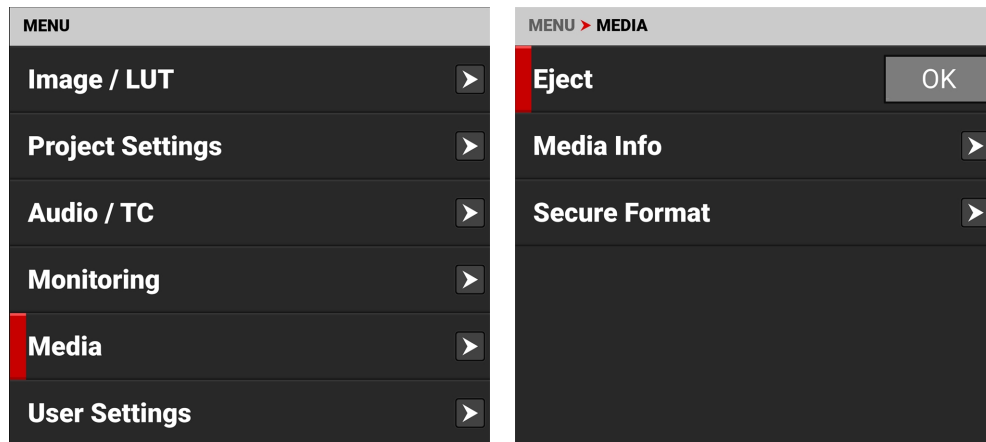 MENU
Image / LUT
Project Settings
Audio / TC
Monitoring
Media
User Settings
MENU ➤ MEDIA
Eject OK
Media Info
Secure Format